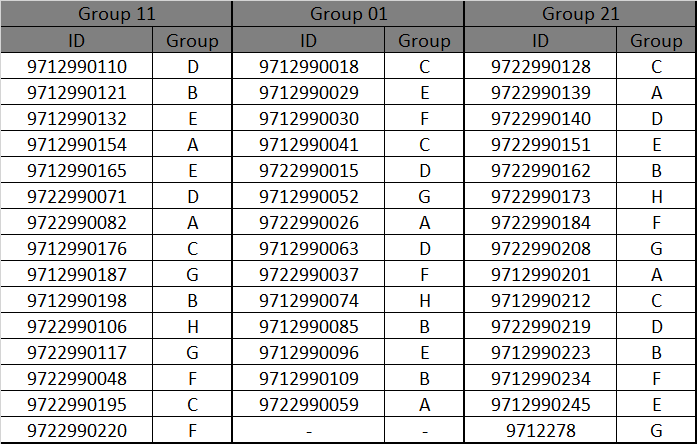 Group 11 Group 01 Group 21
ID Group ID Group ID Group
9712990110 D 9712990018 C 9722990128 C
9712990121 B 9712990029 E 9722990139 A
9712990132 E 9712990030 F 9722990140 D
9712990154 A 9712990041 C 9722990151 E
9712990165 E 9722990015 D 9722990162 B
9722990071 D 9712990052 G 9722990173 H
9722990082 A 9722990026 A 9722990184 F
9712990176 C 9712990063 D 9722990208 G
9712990187 G 9722990037 F 9712990201 A
9712990198 B 9712990074 H 9712990212 C
9722990106 H 9712990085 B 9722990219 D
9722990117 G 9712990096 E 9712990223 B
9722990048 F 9712990109 B 9712990234 F
9722990195 C 9722990059 A 9712990245 E
9722990220 F - - 9712278 G